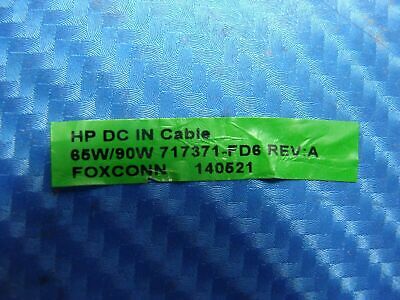 HP DC IN Cable
65W/90W 717371-FD6 REV:A
FOXCONN 140521